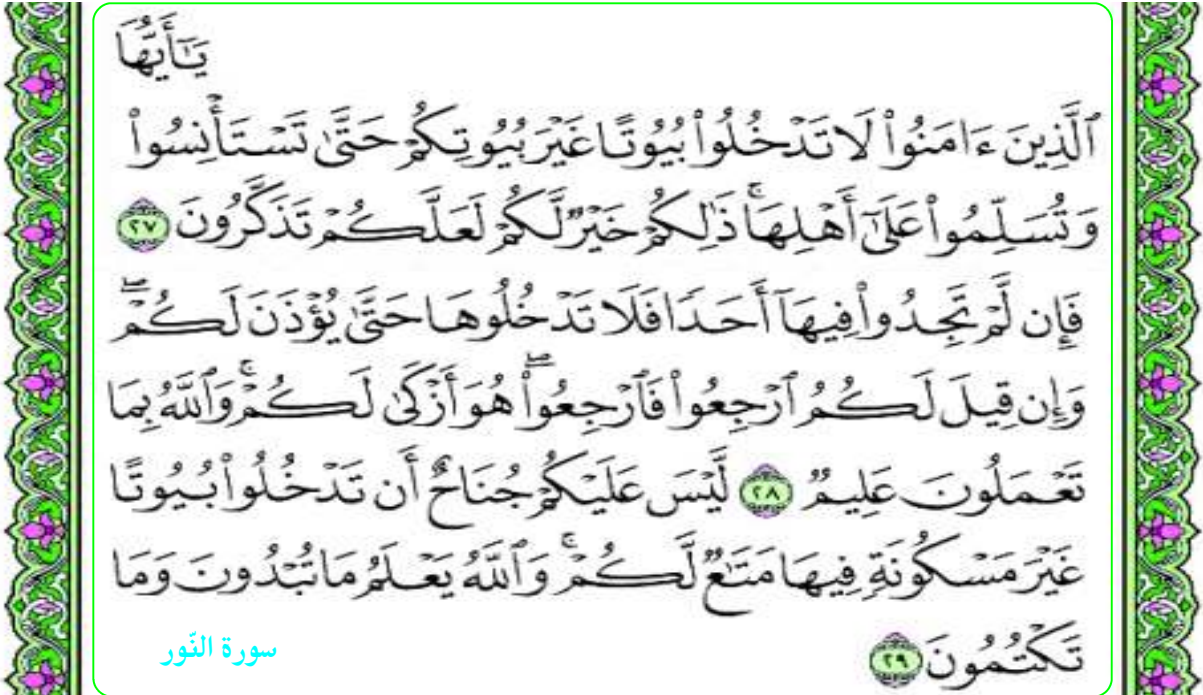 يَٰٓأَيُّهَا
ٱلَّذِينَ ءَامَنُوا۟ لَا تَدْخُلُوا۟ بُيُوتًا غَيْرَ بُيُوتِكُمْ حَتَّىٰ تَسْتَأْنِسُوا۟
وَتُسَلِّمُوا۟ عَلَىٰٓ أَهْلِهَا ۚ ذَٰلِكُمْ خَيْرٌ لَّكُمْ لَعَلَّكُمْ تَذَكَّرُونَ ٢٧
فَإِن لَّمْ تَجِدُوا۟ فِيهَآ أَحَدًا فَلَا تَدْخُلُوهَا حَتَّىٰ يُؤْذَنَ لَكُمْ ۖ
وَإِن قِيلَ لَكُمُ ٱرْجِعُوا۟ فَٱرْجِعُوا۟ ۖ هُوَ أَزْكَىٰ لَكُمْ ۚ وَٱللَّهُ بِمَا
تَعْمَلُونَ عَلِيمٌ ٢٨ لَّيْسَ عَلَيْكُمْ جُنَاحٌ أَن تَدْخُلُوا۟ بُيُوتًا
غَيْرَ مَسْكُونَةٍ فِيهَا مَتَٰعٌ لَّكُمْ ۚ وَٱللَّهُ يَعْلَمُ مَا تُبْدُونَ وَمَا
تَكْتُمُونَ ٢٩
سورة النّور